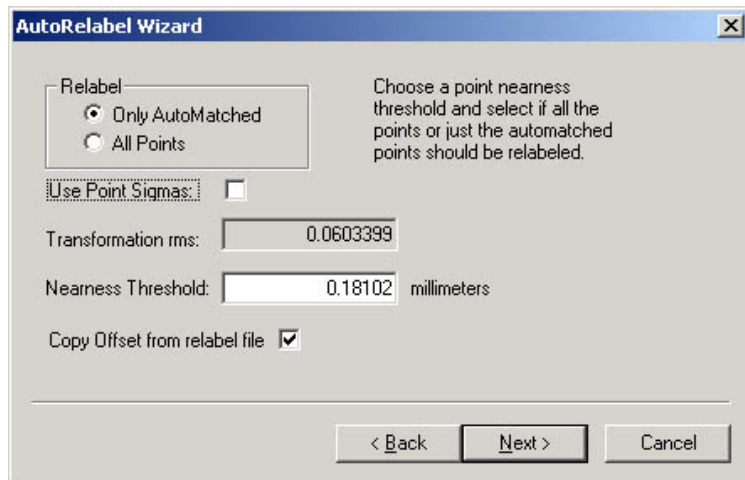 AutoRelabel Wizard
Relabel
Only AutoMatched
All Points
Choose a point nearness
threshold and select if all the
points or just the automatched
points should be relabeled.
Use Point Sigmas:
Transformation rms: 0.0603399
Nearness Threshold: 0.18102 millimeters
Copy Offset from relabel file
< Back Next > Cancel